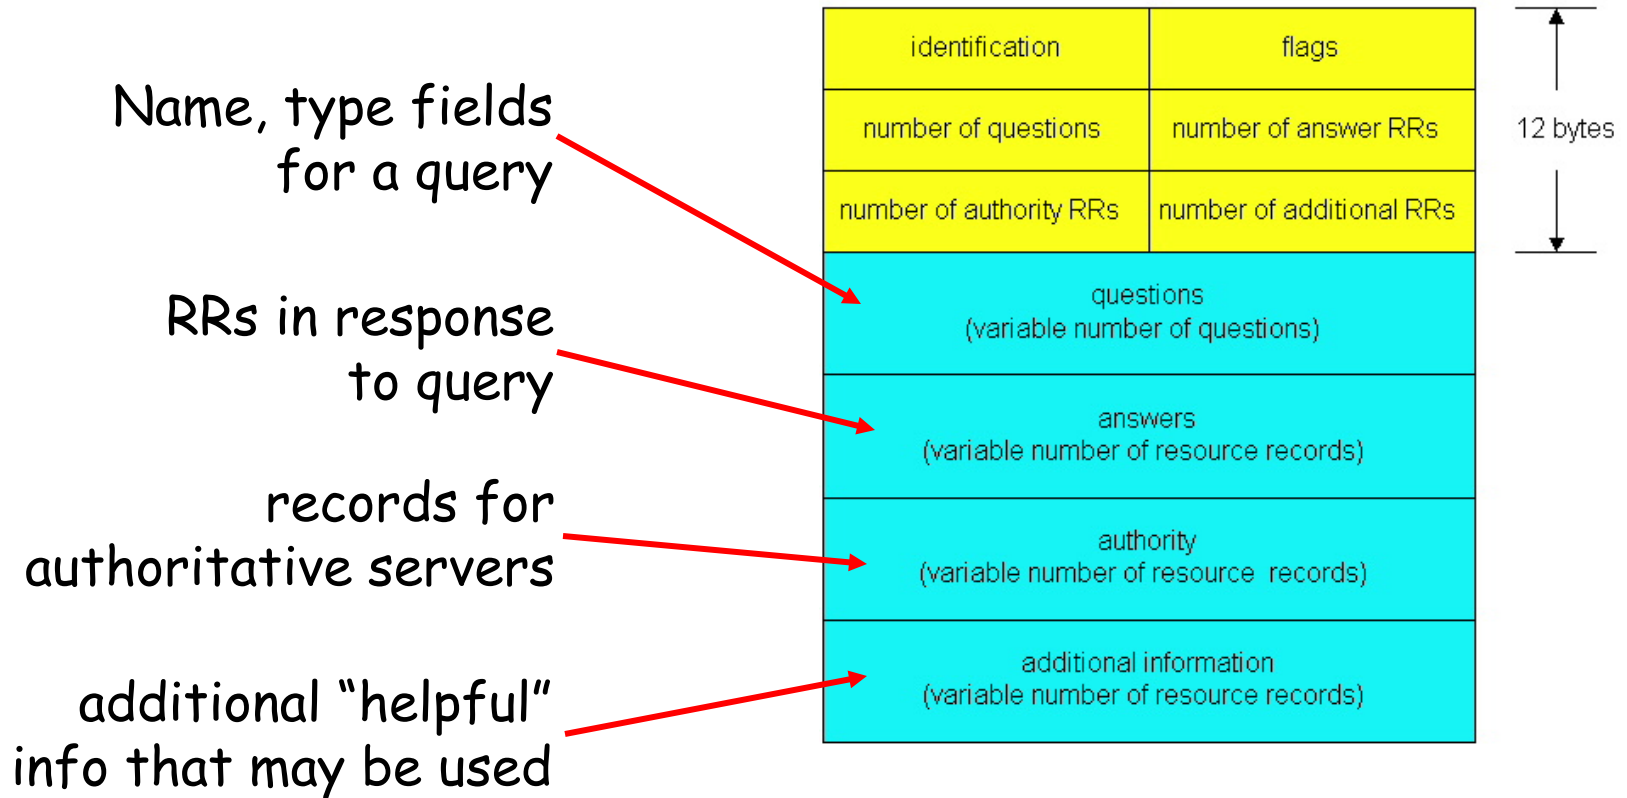 Name, type fields
for a query
RRs in response
to query
records for
authoritative servers
additional “helpful”
info that may be used
identification
flags
number of questions
number of answer RRs
number of authority RRs
number of additional RRs
12 bytes
questions
(variable number of questions)
answers
(variable number of resource records)
authority
(variable number of resource records)
additional information
(variable number of resource records)